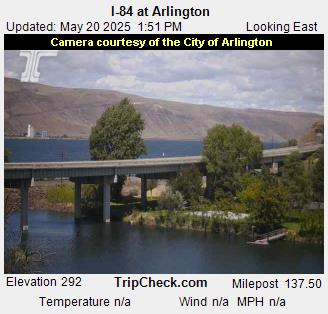 I-84 at Arlington
Updated: May 20 2025 1:51 PM Looking East
Camera courtesy of the City of Arlington
Elevation 292 TripCheck.com Milepost 137.50
Temperature n/a Wind n/a MPH n/a